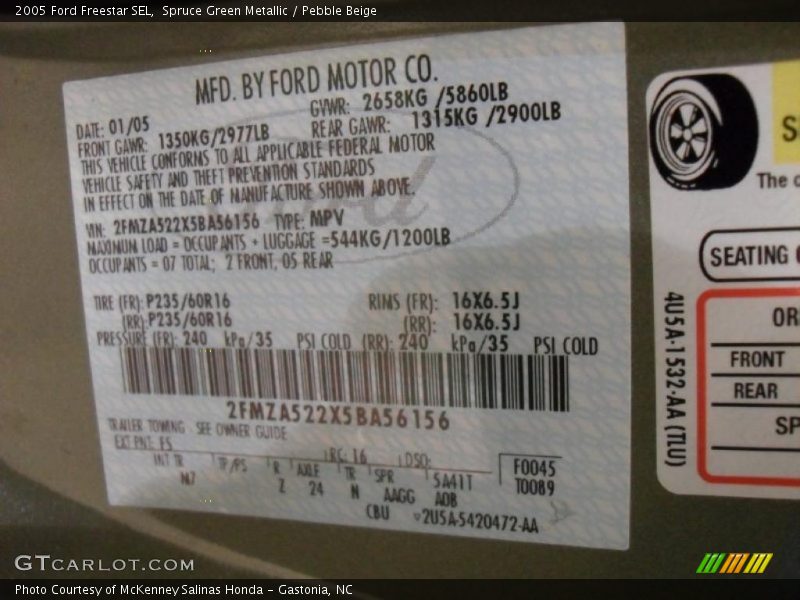 2005 Ford Freestar SEL,  Spruce Green Metallic / Pebble Beige
MFD. BY FORD MOTOR CO.
DATE: 01/05 GVWR: 2658KG /5860LB
FRONT GAWR: 1350KG/2977LB REAR GAWR: 1315KG /2900LB
THIS VEHICLE CONFORMS TO ALL APPLICABLE FEDERAL MOTOR
VEHICLE SAFETY AND THEFT PREVENTION STANDARDS
IN EFFECT ON THE DATE OF MANUFACTURE SHOWN ABOVE.
VIN: 2FMZA522X5BA56156 TYPE: MPV
MAXIMUM LOAD = OCCUPANTS + LUGGAGE =544KG/1200LB
OCCUPANTS = 07 TOTAL; 2 FRONT, 05 REAR
TIRE (FR): P235/60R16 RIMS (FR): 16X6.5J
(RR): P235/60R16 (RR): 16X6.5J
PRESSURE (FR): 240 kPa/35 PSI COLD (RR): 240 kPa/35 PSI COLD
2FMZA522X5BA56156
TRAILER TOWING SEE OWNER GUIDE
EXT PNT: FS RC: 16 DSO: F0045
INT TR TP/PS R AXLE TR SPR 5A41T T0089
M7 Z 24 N AAGG AOB
CBU 2U5A-5420472-AA
The
SEATING
4U5A-1532-AA (TLU)
FRONT
REAR
GTCARLOT.COM
Photo Courtesy of McKenney Salinas Honda - Gastonia, NC